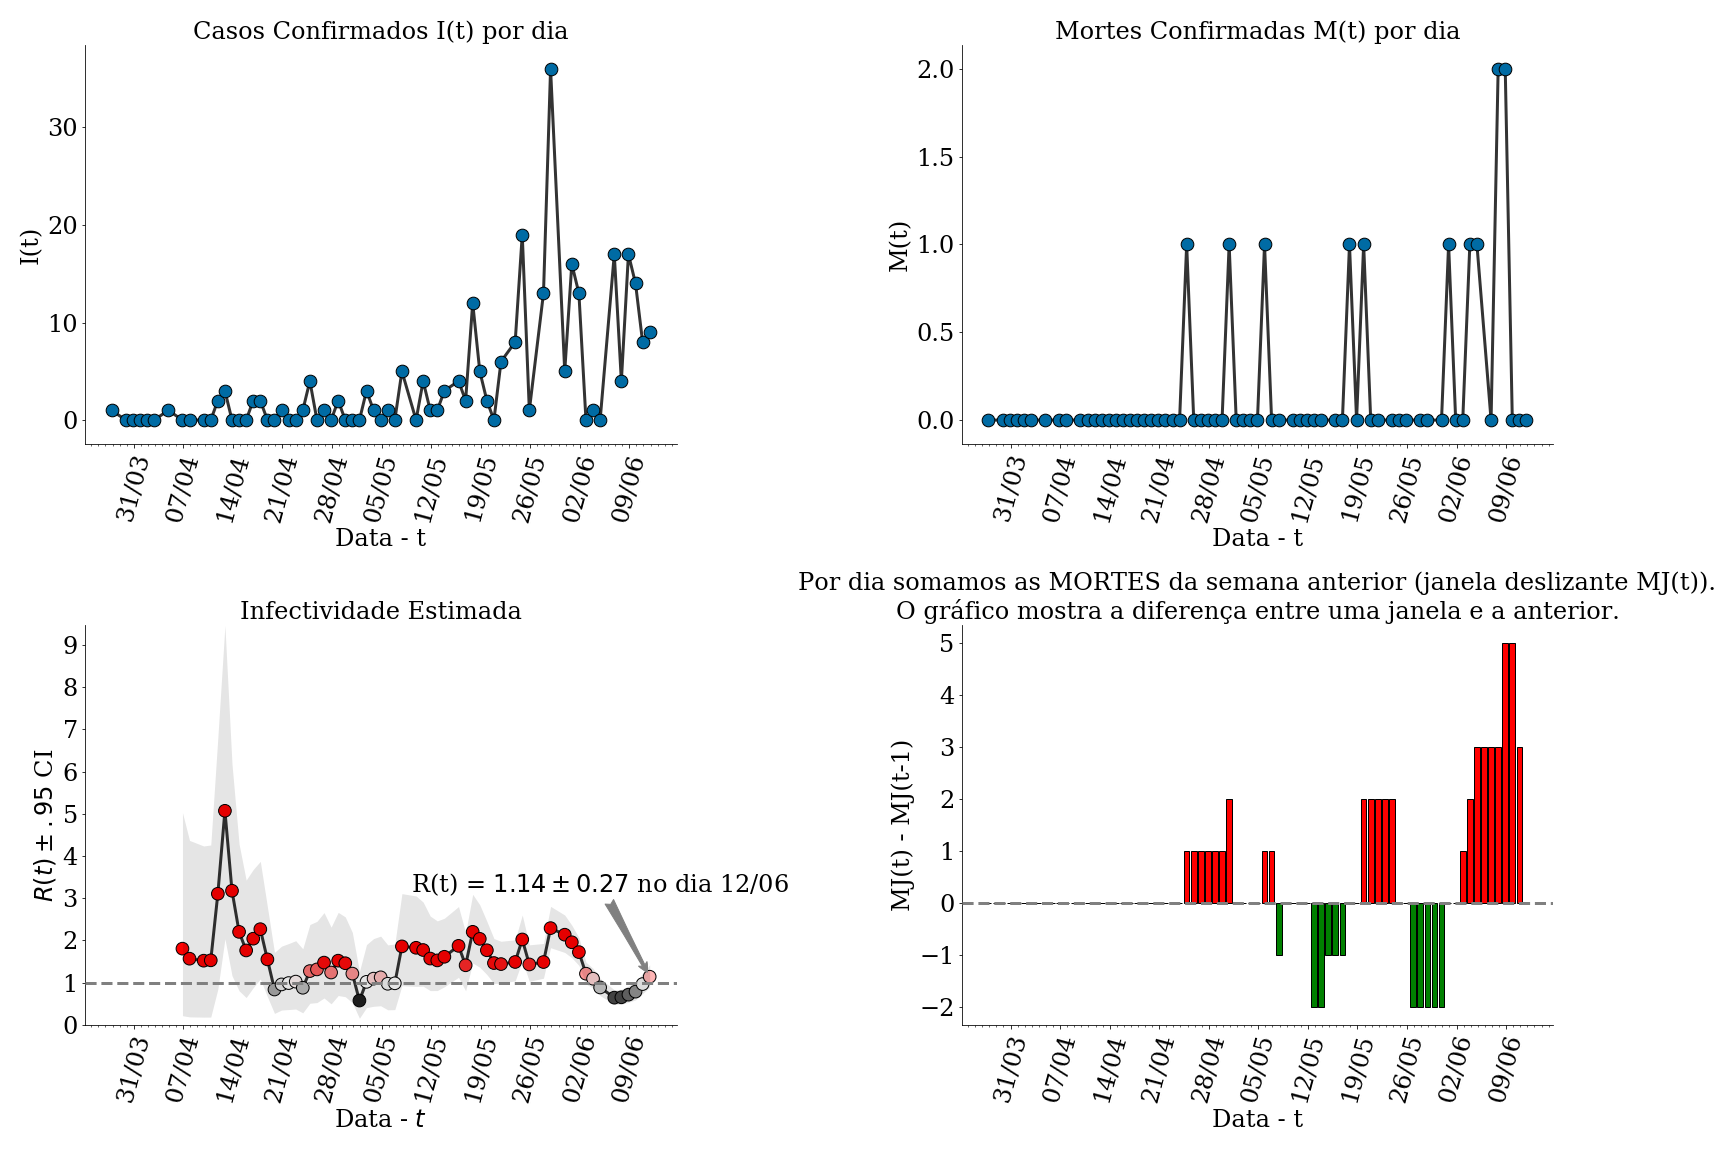 Casos Confirmados I(t) por dia
I(t)
30
20
10
0
31/03 07/04 14/04 21/04 28/04 05/05 12/05 19/05 26/05 02/06 09/06
Data - t
Mortes Confirmadas M(t) por dia
M(t)
2.0
1.5
1.0
0.5
0.0
31/03 07/04 14/04 21/04 28/04 05/05 12/05 19/05 26/05 02/06 09/06
Data - t
Infectividade Estimada
R(t) ± .95 CI
9
8
7
6
5
4
3
2
1
0
R(t) = 1.14 ± 0.27 no dia 12/06
31/03 07/04 14/04 21/04 28/04 05/05 12/05 19/05 26/05 02/06 09/06
Data - t
Por dia somamos as MORTES da semana anterior (janela deslizante MJ(t)).
O gráfico mostra a diferença entre uma janela e a anterior.
MJ(t) - MJ(t-1)
5
4
3
2
1
0
−1
−2
31/03 07/04 14/04 21/04 28/04 05/05 12/05 19/05 26/05 02/06 09/06
Data - t